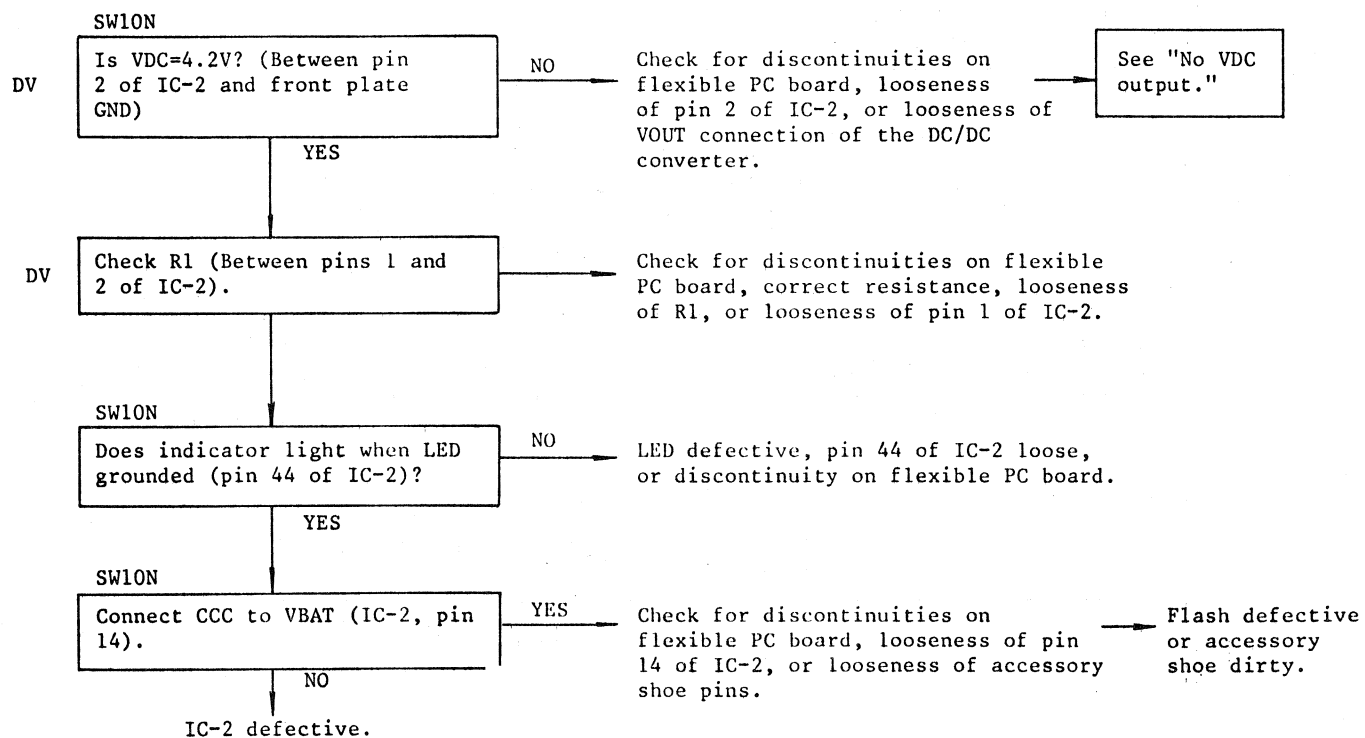 SW1ON
DV
Is VDC=4.2V? (Between pin
2 of IC-2 and front plate
GND)
NO
Check for discontinuities on
flexible PC board, looseness
of pin 2 of IC-2, or looseness of
VOUT connection of the DC/DC
converter.
See "No VDC
output."
YES
DV
Check R1 (Between pins 1 and
2 of IC-2).
Check for discontinuities on flexible
PC board, correct resistance, looseness
of R1, or looseness of pin 1 of IC-2.
SW1ON
Does indicator light when LED
grounded (pin 44 of IC-2)?
NO
LED defective, pin 44 of IC-2 loose,
or discontinuity on flexible PC board.
YES
SW1ON
Connect CCC to VBAT (IC-2, pin
14).
YES
Check for discontinuities on
flexible PC board, looseness of pin
14 of IC-2, or looseness of accessory
shoe pins.
Flash defective
or accessory
shoe dirty.
NO
IC-2 defective.